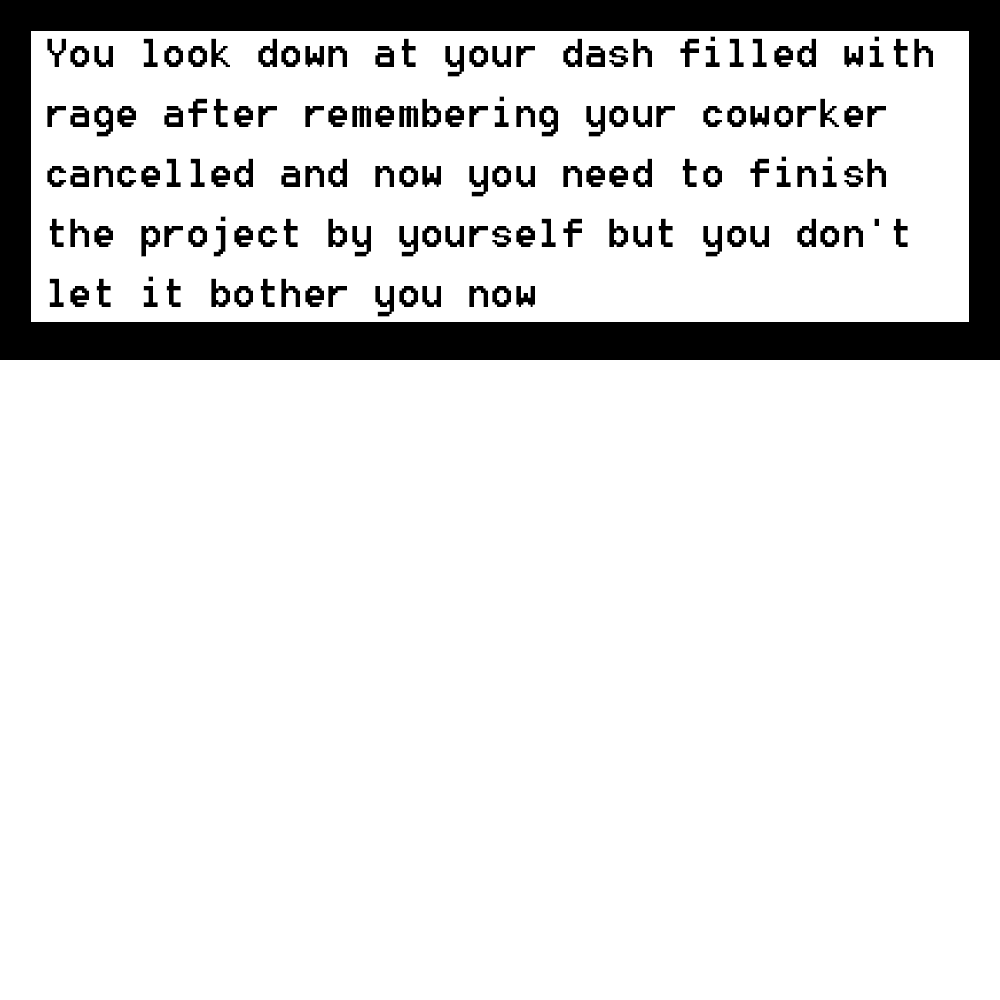 You look down at your dash filled with
rage after remembering your coworker
cancelled and now you need to finish
the project by yourself but you don't
let it bother you now